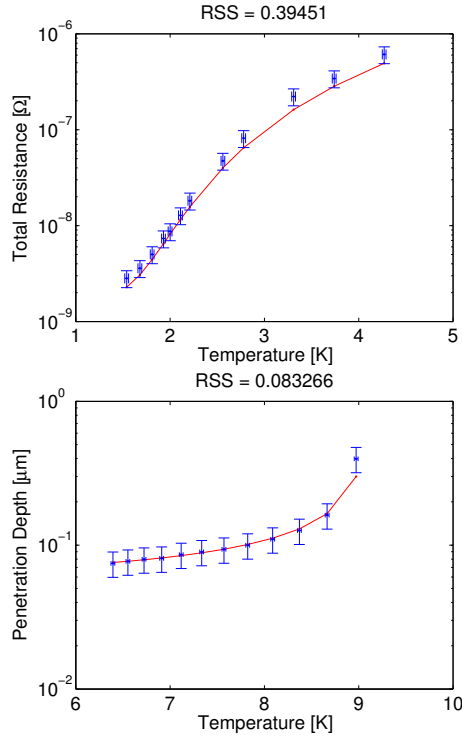 RSS = 0.39451
10^-6
10^-7
10^-8
10^-9
Total Resistance [Ω]
1 2 3 4 5
Temperature [K]
RSS = 0.083266
10^0
10^-1
10^-2
Penetration Depth [μm]
6 7 8 9 10
Temperature [K]